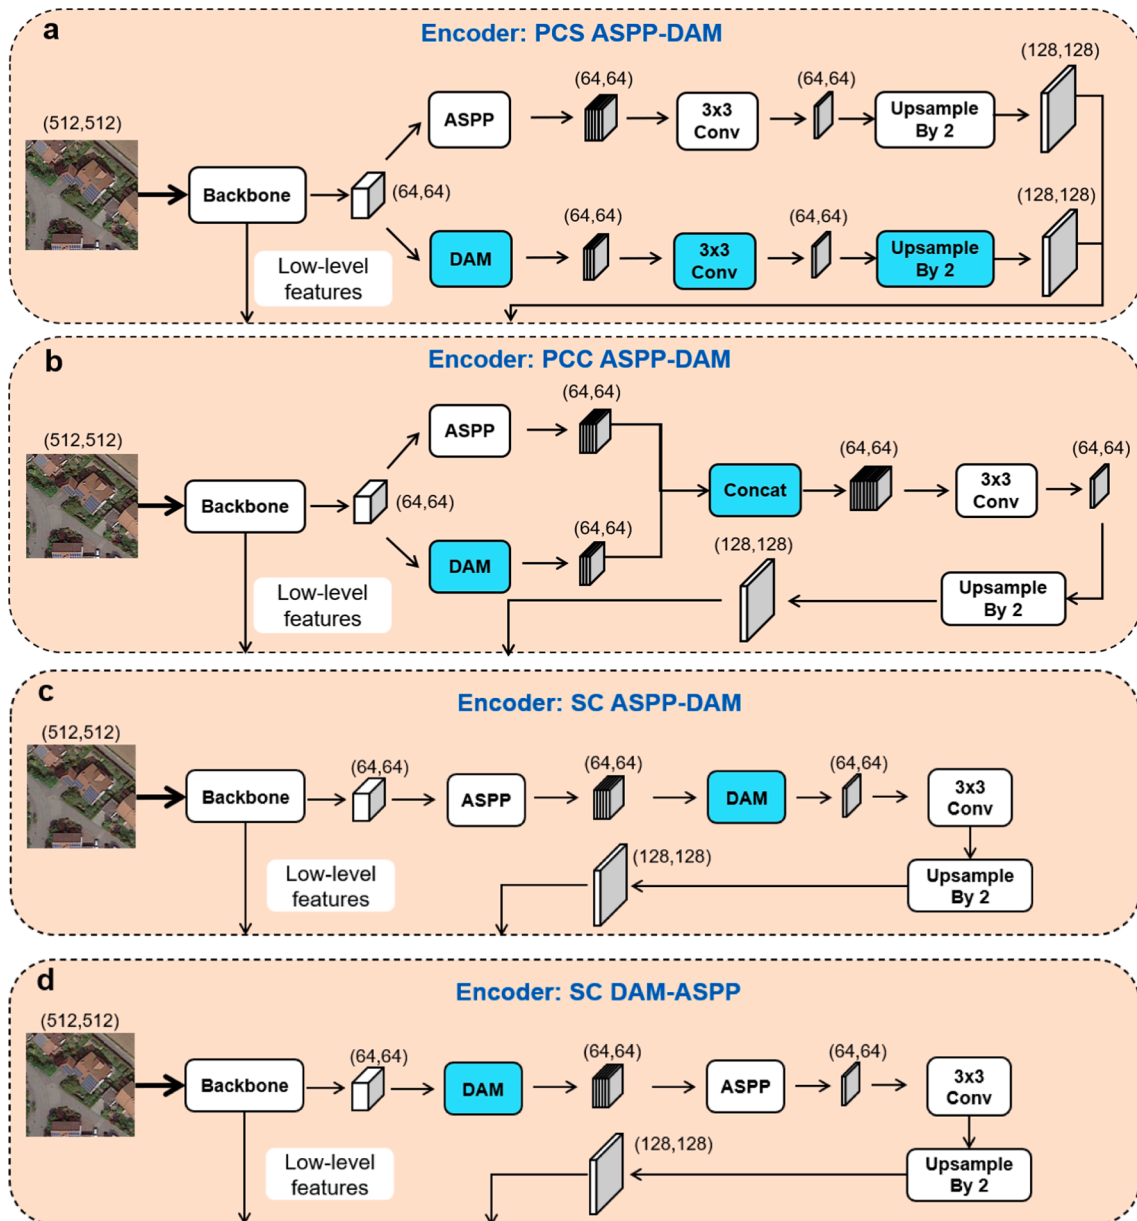 a
Encoder: PCS ASPP-DAM
(512,512)
Backbone
(64,64)
Low-level
features
ASPP
(64,64)
3x3
Conv
(64,64)
Upsample
By 2
(128,128)
DAM
(64,64)
3x3
Conv
(64,64)
Upsample
By 2
(128,128)
b
Encoder: PCC ASPP-DAM
(512,512)
Backbone
(64,64)
Low-level
features
ASPP
(64,64)
DAM
(64,64)
Concat
(64,64)
3x3
Conv
(64,64)
Upsample
By 2
(128,128)
c
Encoder: SC ASPP-DAM
(512,512)
Backbone
(64,64)
Low-level
features
ASPP
(64,64)
DAM
(64,64)
3x3
Conv
Upsample
By 2
(128,128)
d
Encoder: SC DAM-ASPP
(512,512)
Backbone
(64,64)
Low-level
features
DAM
(64,64)
ASPP
(64,64)
3x3
Conv
Upsample
By 2
(128,128)